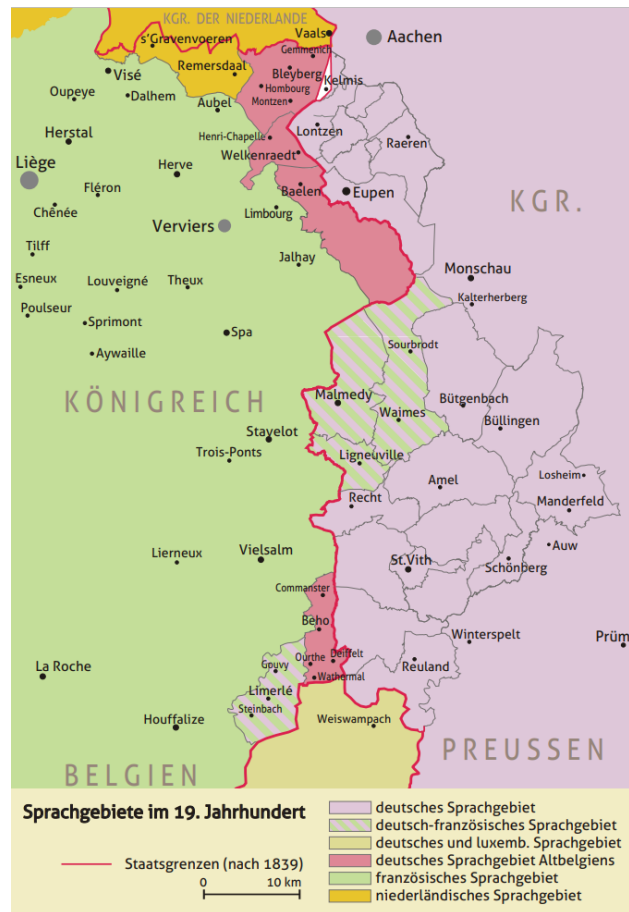 KGR. DER NIEDERLANDE
Vaals
s'Gravenvoeren
Aachen
Gemmenich
Visé
Remersdaal
Bleyberg
Kelmis
Hombourg
Oupeye
Dalhem
Aubel
Montzen
Lontzen
Herstal
Henri-Chapelle
Raeren
Welkenraedt
Liège
Herve
Baelen
Eupen
KGR.
Fléron
Chênée
Limbourg
Verviers
Tilff
Jalhay
Monschau
Esneux
Louveigné
Theux
Kalterherberg
Poulseur
Sprimont
Spa
Sourbrodt
Aywaille
KÖNIGREICH
Malmedy
Bütgenbach
Waimes
Büllingen
Stavelot
Trois-Ponts
Ligneuville
Amel
Losheim
Recht
Manderfeld
Auw
Lierneux
Vielsalm
St.Vith
Schönberg
Commanster
Beho
Winterspelt
Prüm
Ourthe
Deiffelt
La Roche
Gouvy
Reuland
Wathermal
Limerlé
Steinbach
Houffalize
Weiswampach
PREUSSEN
BELGIEN
Sprachgebiete im 19. Jahrhundert
Staatsgrenzen (nach 1839)
0 10 km
deutsches Sprachgebiet
deutsch-französisches Sprachgebiet
deutsches und luxemb. Sprachgebiet
deutsches Sprachgebiet Altbelgiens
französisches Sprachgebiet
niederländisches Sprachgebiet